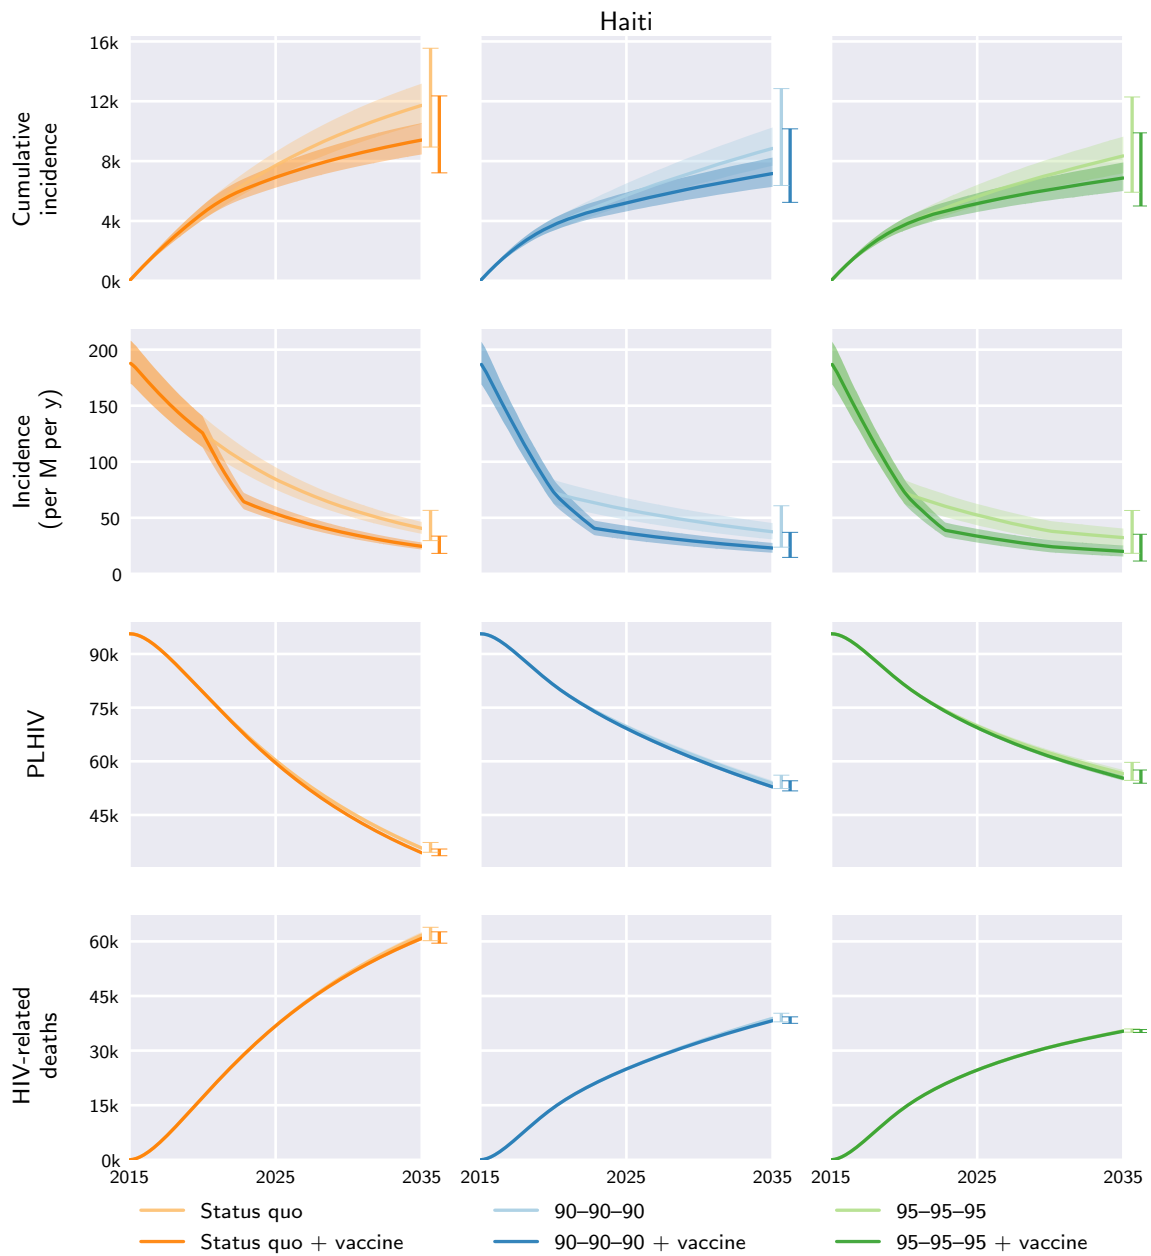 Haiti
Cumulative
incidence
16k
12k
8k
4k
0k
Incidence
(per M per y)
200
150
100
50
0
PLHIV
90k
75k
60k
45k
HIV-related
deaths
60k
45k
30k
15k
0k
2015 2025 2035 2015 2025 2035 2015 2025 2035
Status quo 90–90–90 95–95–95
Status quo + vaccine 90–90–90 + vaccine 95–95–95 + vaccine